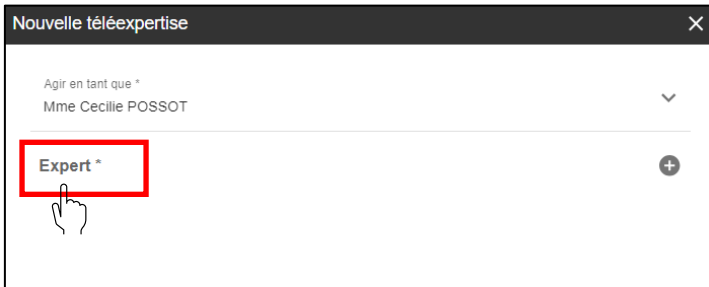 Nouvelle téléexpertise
Agir en tant que *
Mme Cecilie POSSOT
Expert *